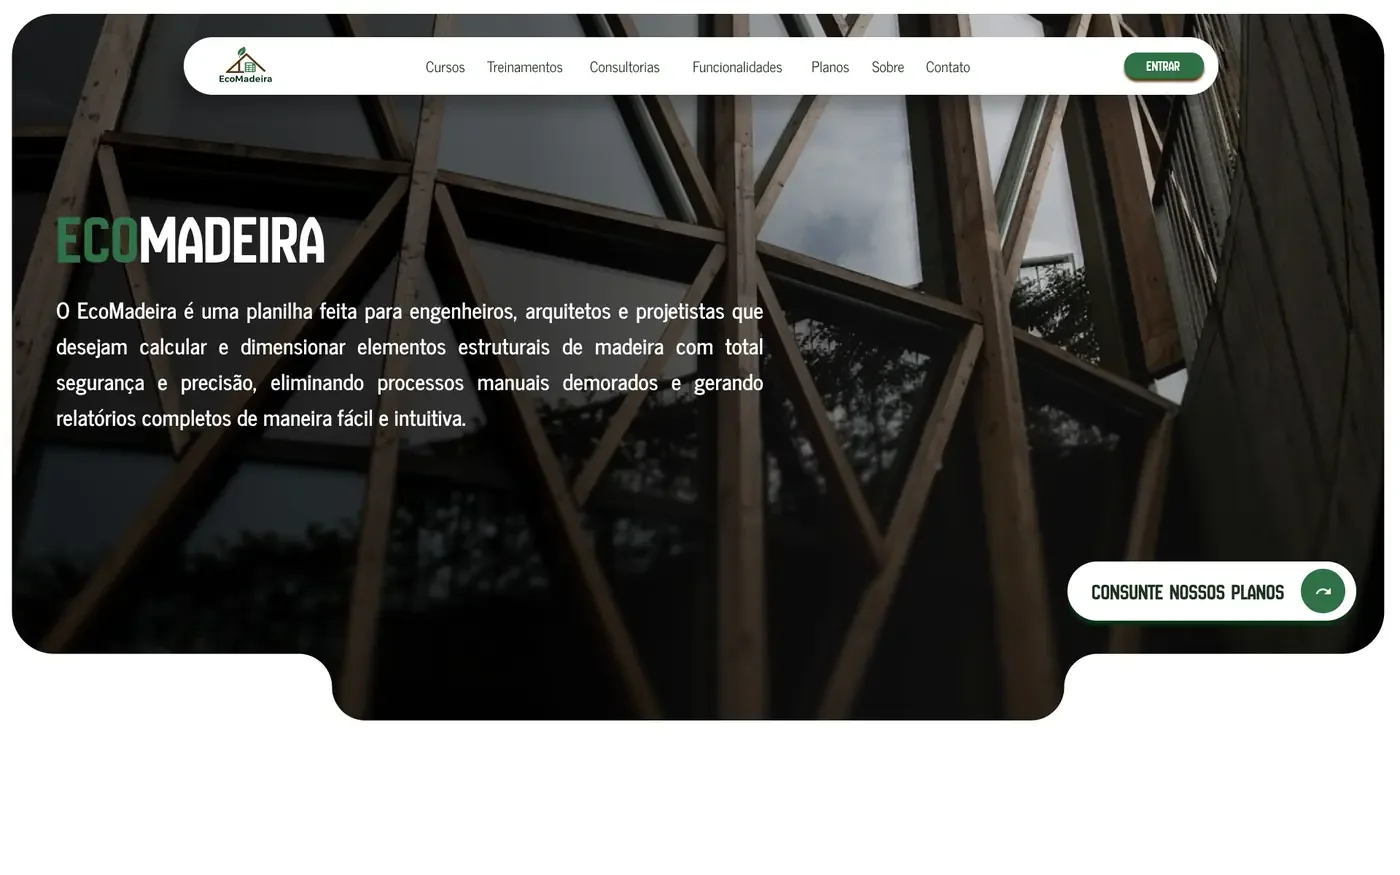 EcoMadeira
Cursos Treinamentos Consultorias Funcionalidades Planos Sobre Contato
ENTRAR
ECOMADEIRA
O EcoMadeira é uma planilha feita para engenheiros, arquitetos e projetistas que
desejam calcular e dimensionar elementos estruturais de madeira com total
segurança e precisão, eliminando processos manuais demorados e gerando
relatórios completos de maneira fácil e intuitiva.
CONSUNTE NOSSOS PLANOS